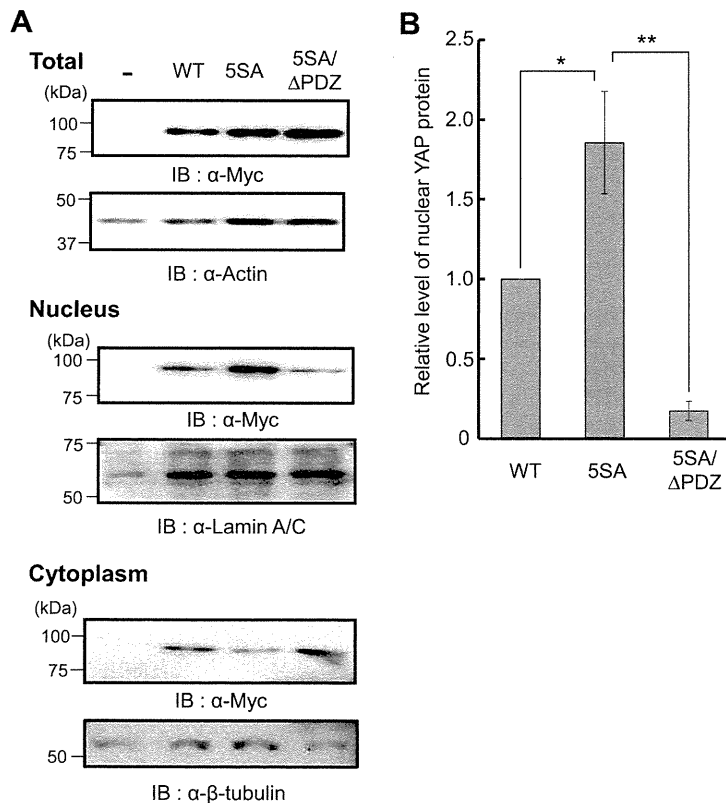 A
Total
(kDa)
- WT 5SA 5SA/
ΔPDZ
100
75
IB : α-Myc
50
37
IB : α-Actin
Nucleus
(kDa)
100
75
IB : α-Myc
75
50
IB : α-Lamin A/C
Cytoplasm
(kDa)
100
75
IB : α-Myc
50
IB : α-β-tubulin
B
Relative level of nuclear YAP protein
2.5
2.0
1.5
1.0
0.5
0
*
**
WT 5SA 5SA/
ΔPDZ